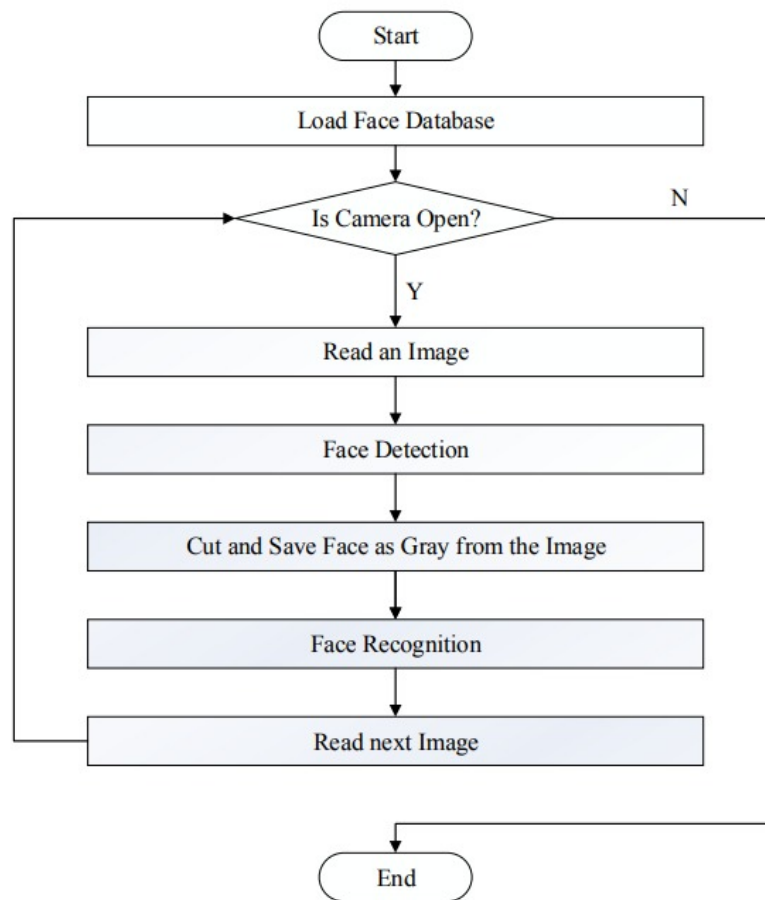 Start
Load Face Database
Is Camera Open?
N
Y
Read an Image
Face Detection
Cut and Save Face as Gray from the Image
Face Recognition
Read next Image
End